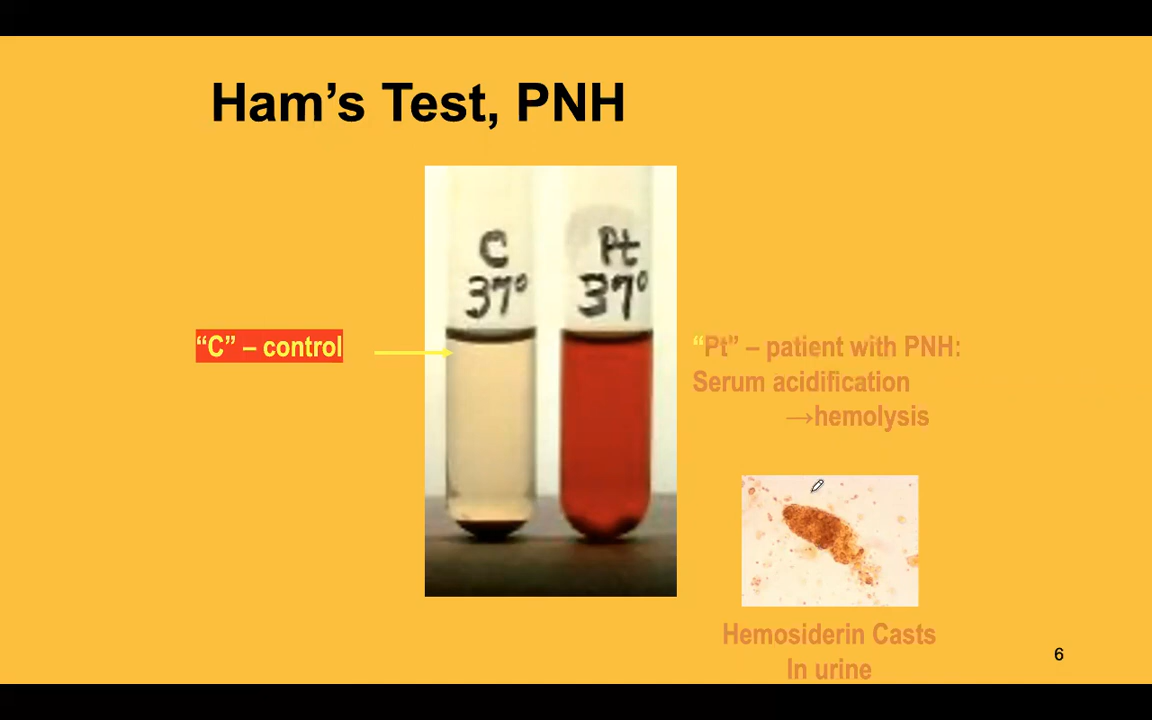 Ham’s Test, PNH
C
37°
Pt
37°
“C” – control
“Pt” – patient with PNH:
Serum acidification
→hemolysis
Hemosiderin Casts
In urine
6